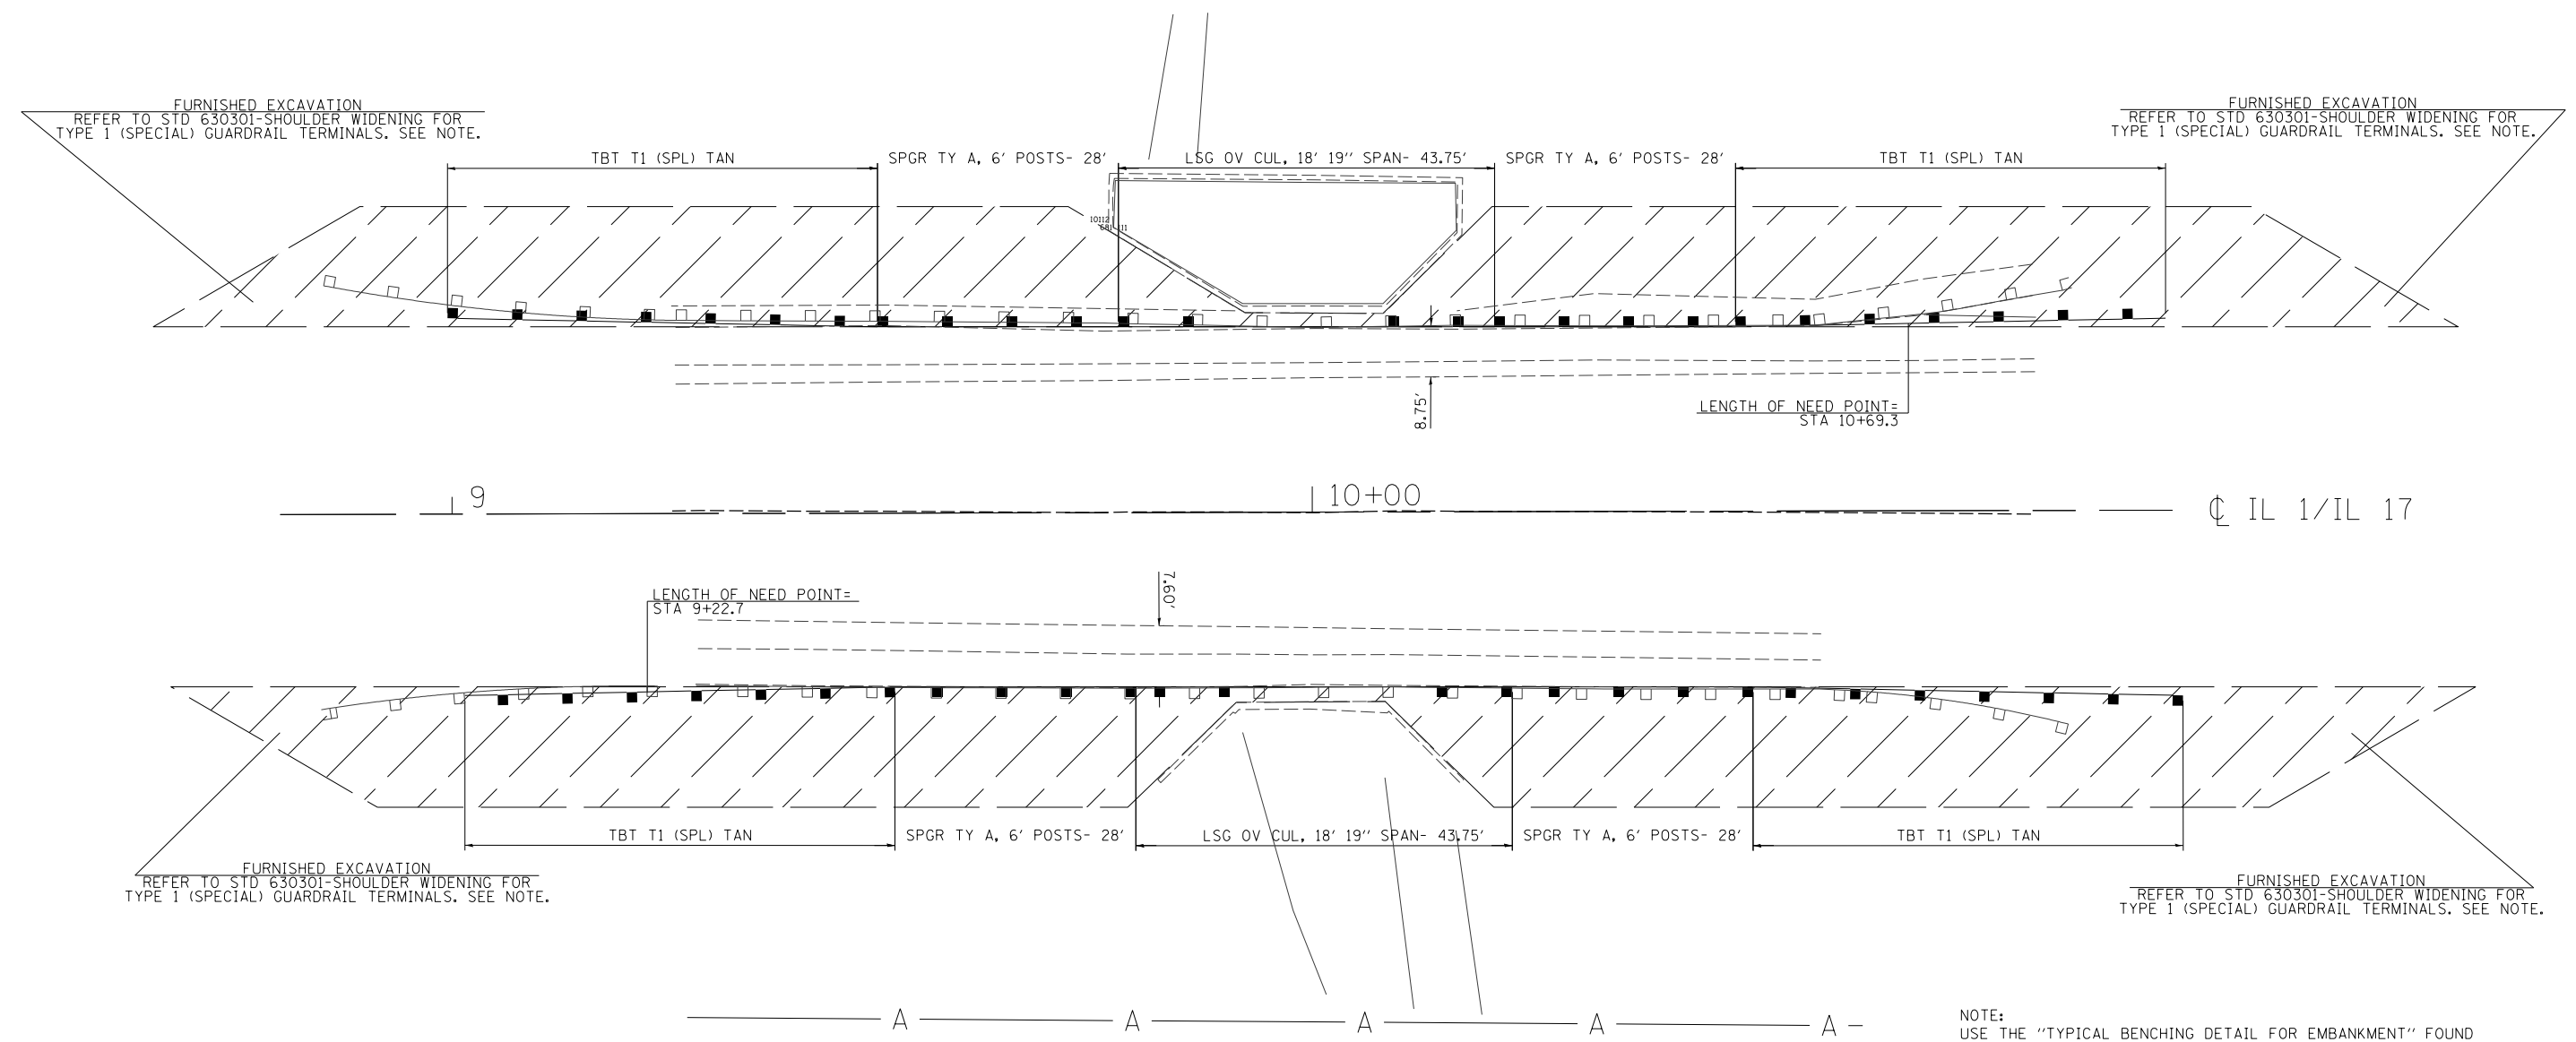 FURNISHED EXCAVATION
REFER TO STD 630301-SHOULDER WIDENING FOR
TYPE 1 (SPECIAL) GUARDRAIL TERMINALS. SEE NOTE.
FURNISHED EXCAVATION
REFER TO STD 630301-SHOULDER WIDENING FOR
TYPE 1 (SPECIAL) GUARDRAIL TERMINALS. SEE NOTE.
TBT T1 (SPL) TAN
SPGR TY A, 6' POSTS- 28'
LSG OV CUL, 18' 19'' SPAN- 43.75'
SPGR TY A, 6' POSTS- 28'
TBT T1 (SPL) TAN
10112
8.75'
LENGTH OF NEED POINT=
STA 10+69.3
9
10+00
℄ IL 1/IL 17
7.60'
LENGTH OF NEED POINT=
STA 9+22.7
TBT T1 (SPL) TAN
SPGR TY A, 6' POSTS- 28'
LSG OV CUL, 18' 19'' SPAN- 43.75'
SPGR TY A, 6' POSTS- 28'
TBT T1 (SPL) TAN
FURNISHED EXCAVATION
REFER TO STD 630301-SHOULDER WIDENING FOR
TYPE 1 (SPECIAL) GUARDRAIL TERMINALS. SEE NOTE.
FURNISHED EXCAVATION
REFER TO STD 630301-SHOULDER WIDENING FOR
TYPE 1 (SPECIAL) GUARDRAIL TERMINALS. SEE NOTE.
A A A A A
NOTE:
USE THE ''TYPICAL BENCHING DETAIL FOR EMBANKMENT'' FOUND